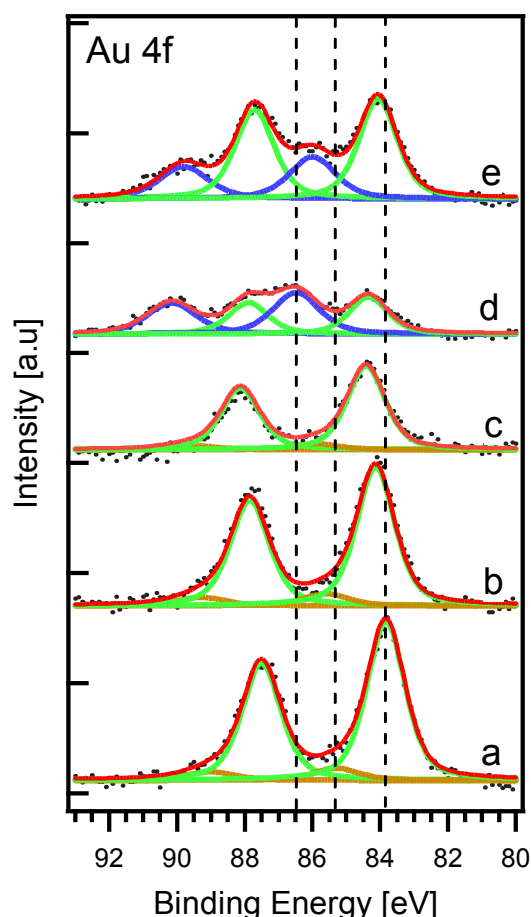 Au 4f
e
d
c
b
a
Intensity [a.u]
92 90 88 86 84 82 80
Binding Energy [eV]